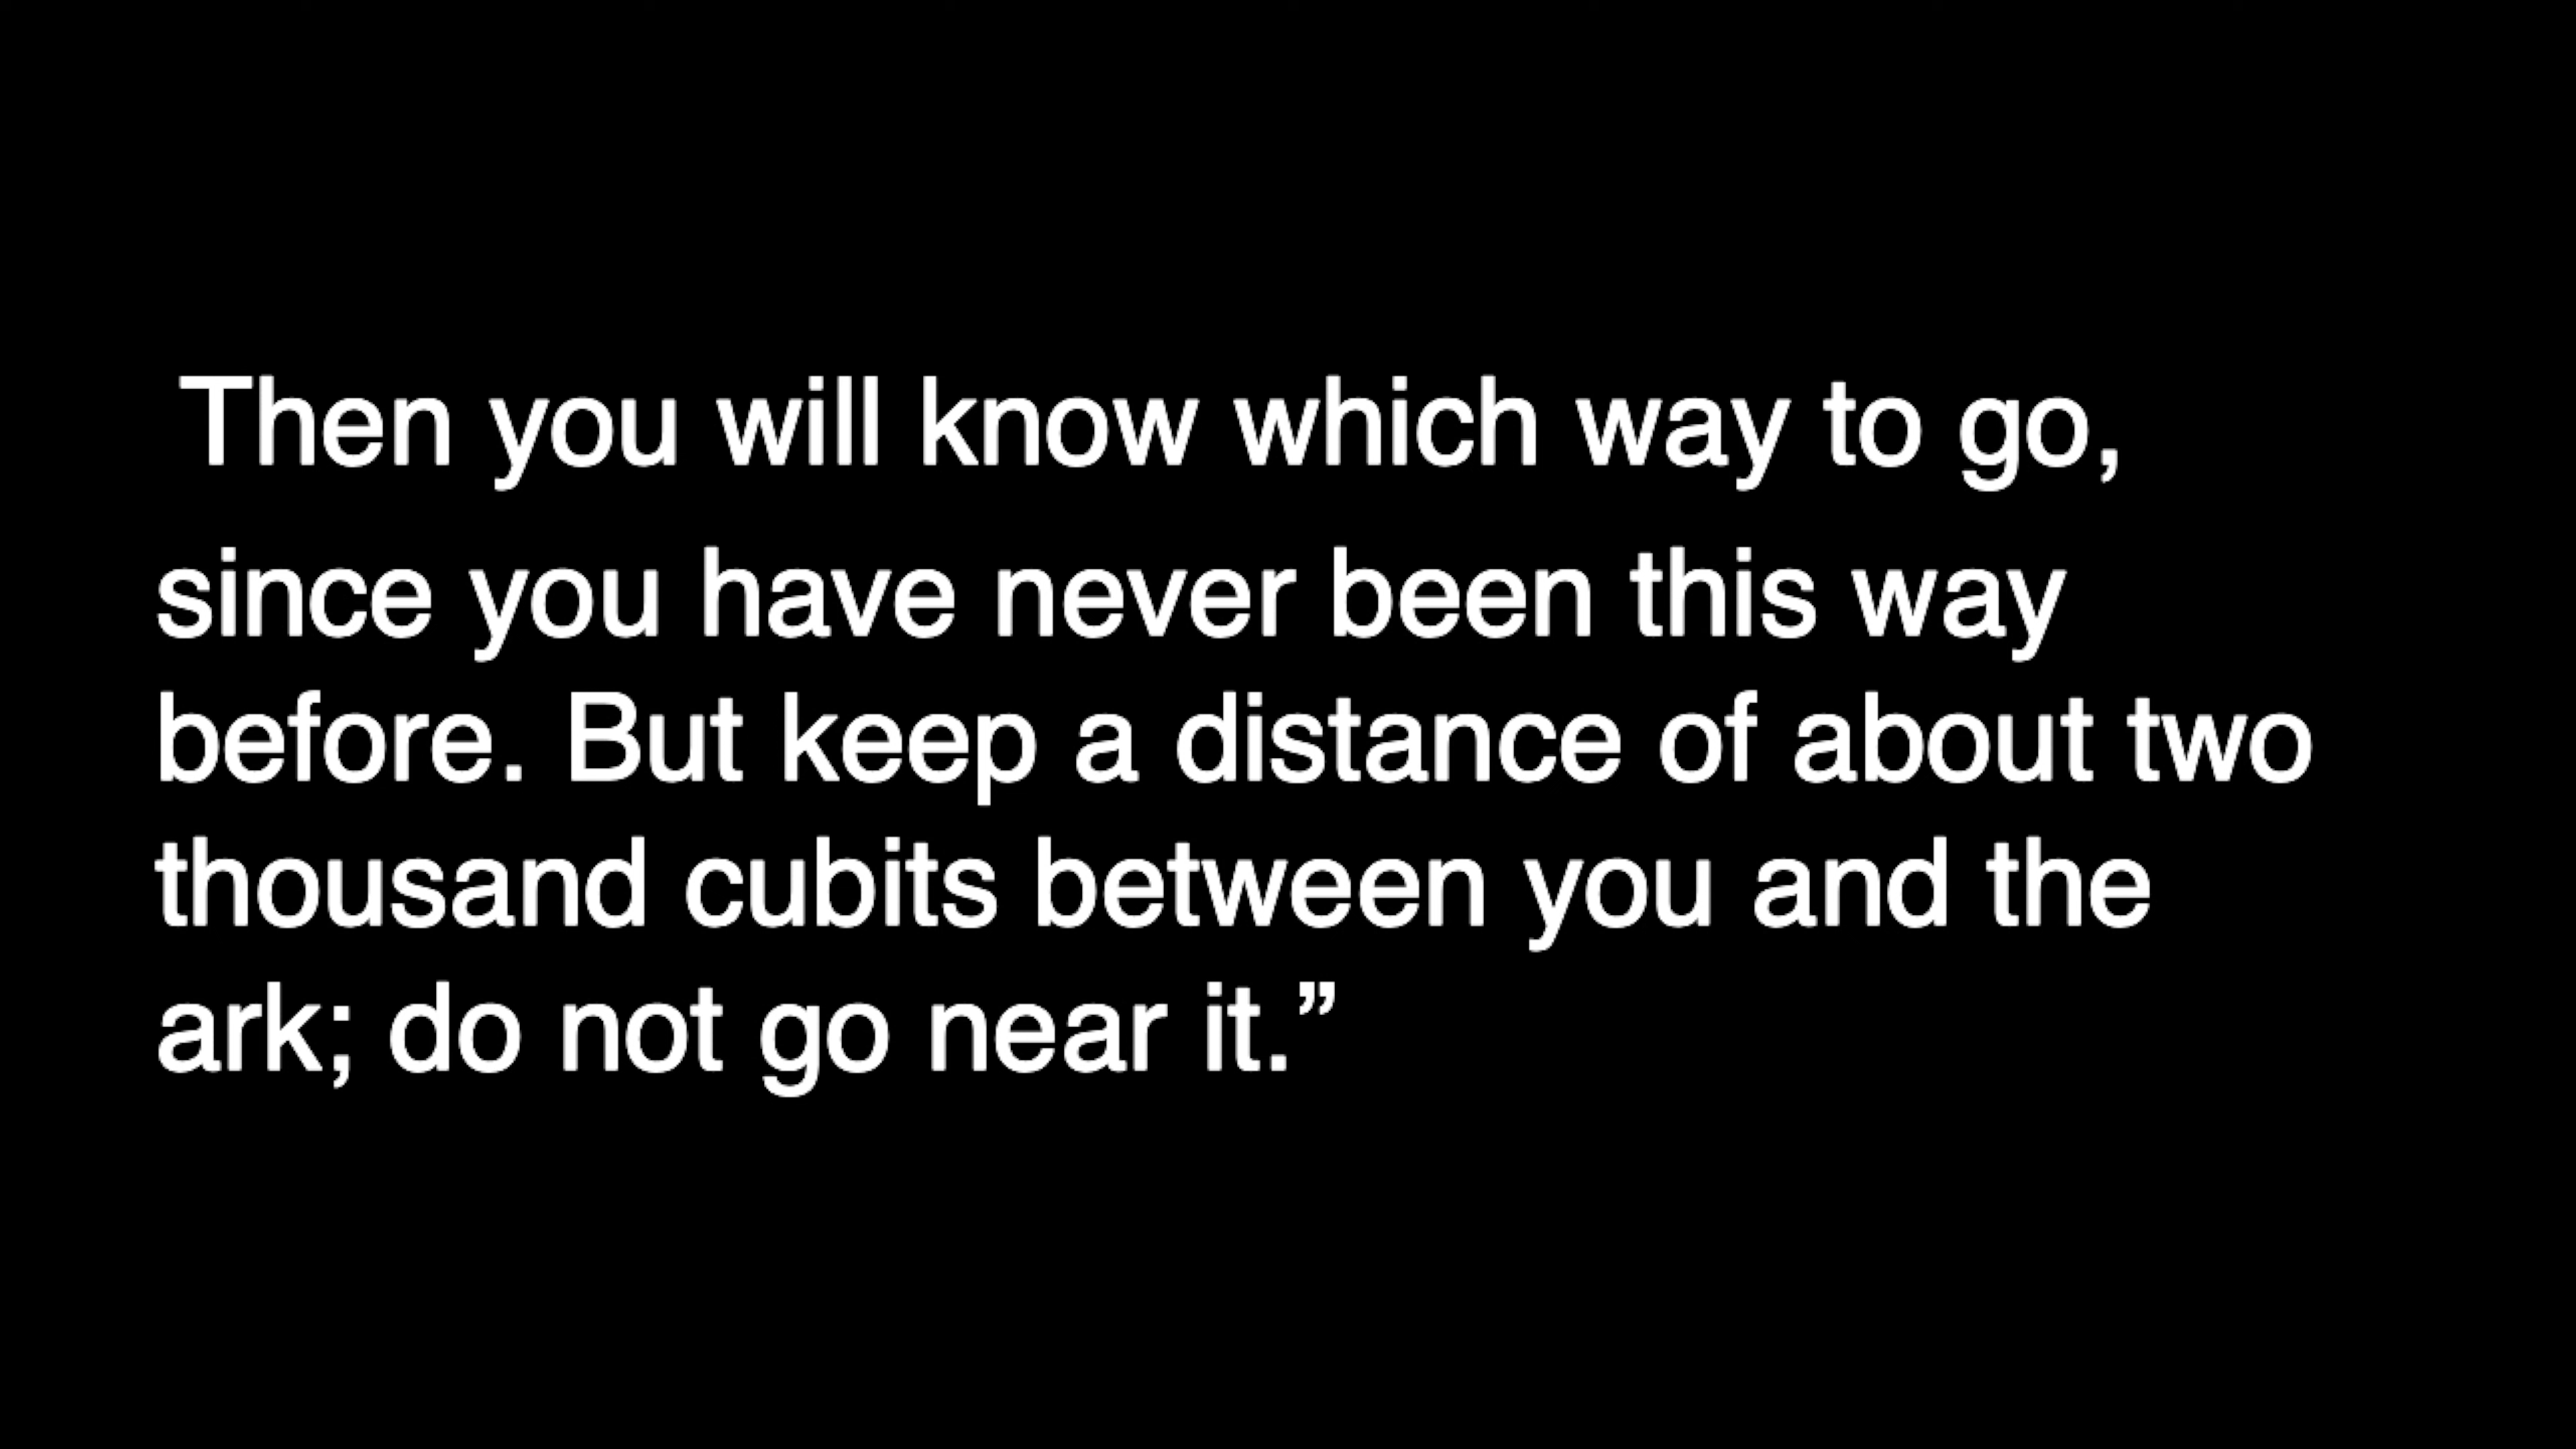 Then you will know which way to go,
since you have never been this way
before. But keep a distance of about two
thousand cubits between you and the
ark; do not go near it.”